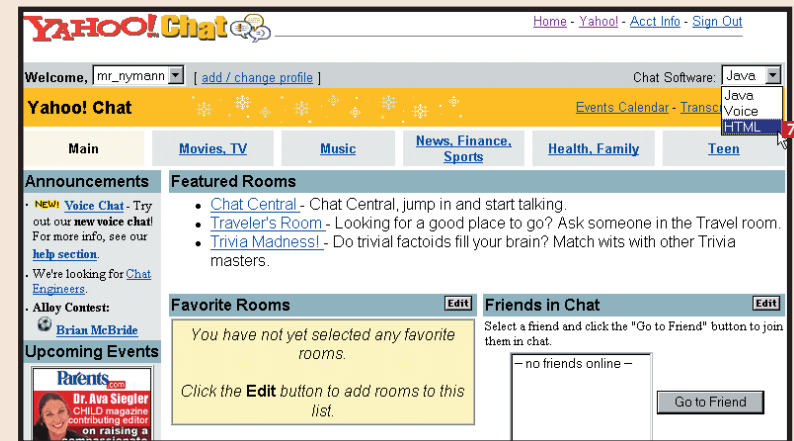 YAHOO! Chat
Home - Yahoo! - Acct Info - Sign Out
Welcome, mr_nymann [ add / change profile ]
Chat Software: Java
Java
Voice
HTML
7
Yahoo! Chat
Events Calendar -
Main
Movies, TV
Music
News, Finance,
Sports
Health, Family
Teen
Announcements
· NEW! Voice Chat - Try
out our new voice chat!
For more info, see our
help section.
· We're looking for Chat
Engineers.
· Alloy Contest:
Brian McBride
Upcoming Events
Parents.com
Dr. Ava Siegler
CHILD magazine
contributing editor
on raising a
compassionate
Featured Rooms
• Chat Central - Chat Central, jump in and start talking.
• Traveler's Room - Looking for a good place to go? Ask someone in the Travel room.
• Trivia Madness! - Do trivial factoids fill your brain? Match wits with other Trivia
masters.
Favorite Rooms Edit
You have not yet selected any favorite
rooms.
Click the Edit button to add rooms to this
list.
Friends in Chat Edit
Select a friend and click the "Go to Friend" button to join
them in chat.
-- no friends online --
Go to Friend